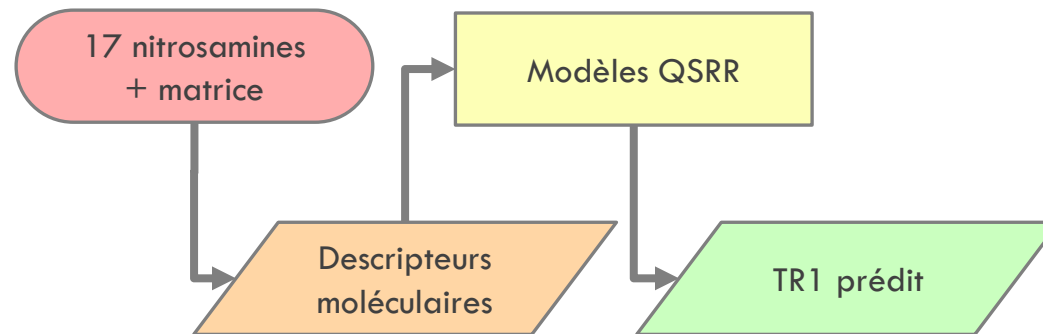 17 nitrosamines
+ matrice
Modèles QSRR
Descripteurs
moléculaires
TR1 prédit